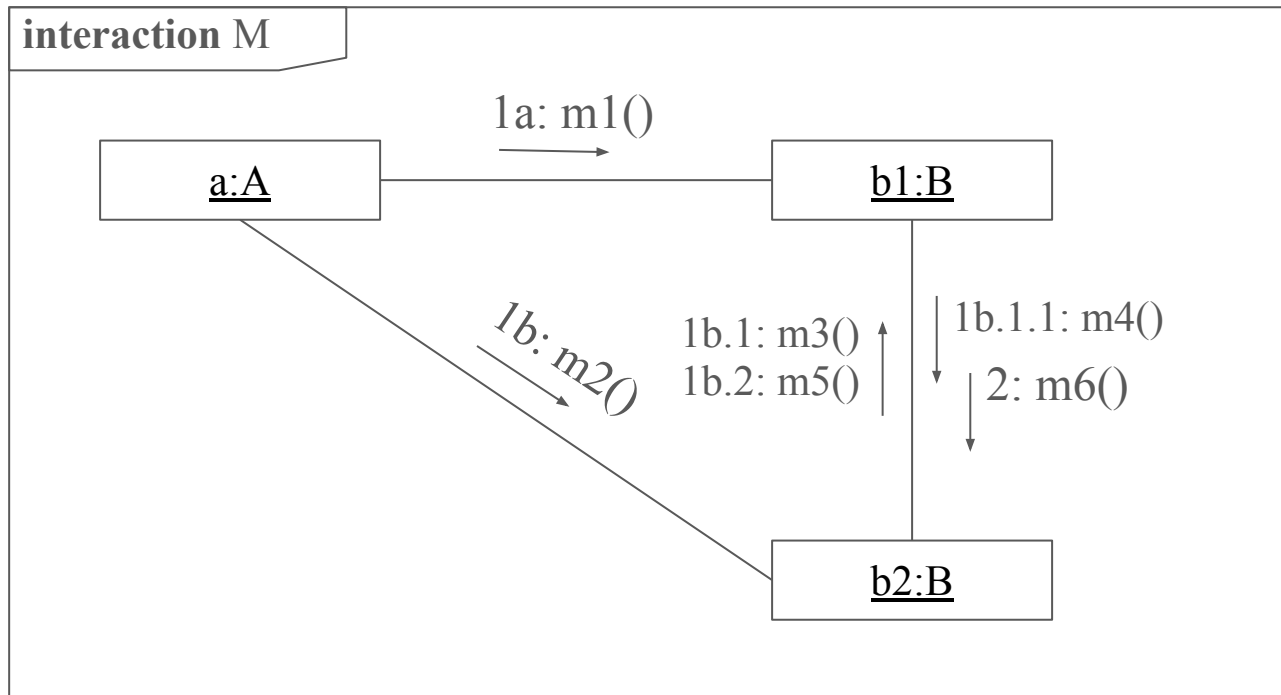 interaction M
1a: m1()
a:A
b1:B
1b: m2()
1b.1: m3()
1b.2: m5()
1b.1.1: m4()
2: m6()
b2:B